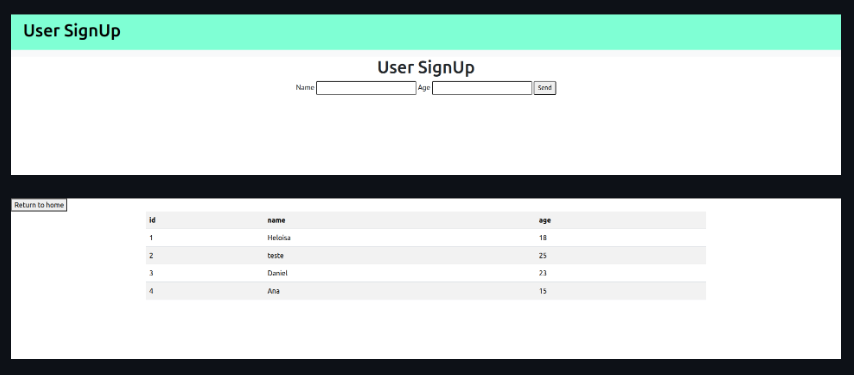 User SignUp
User SignUp
Name Age Send
Return to home
id name age
1 Heloisa 18
2 teste 25
3 Daniel 23
4 Ana 15